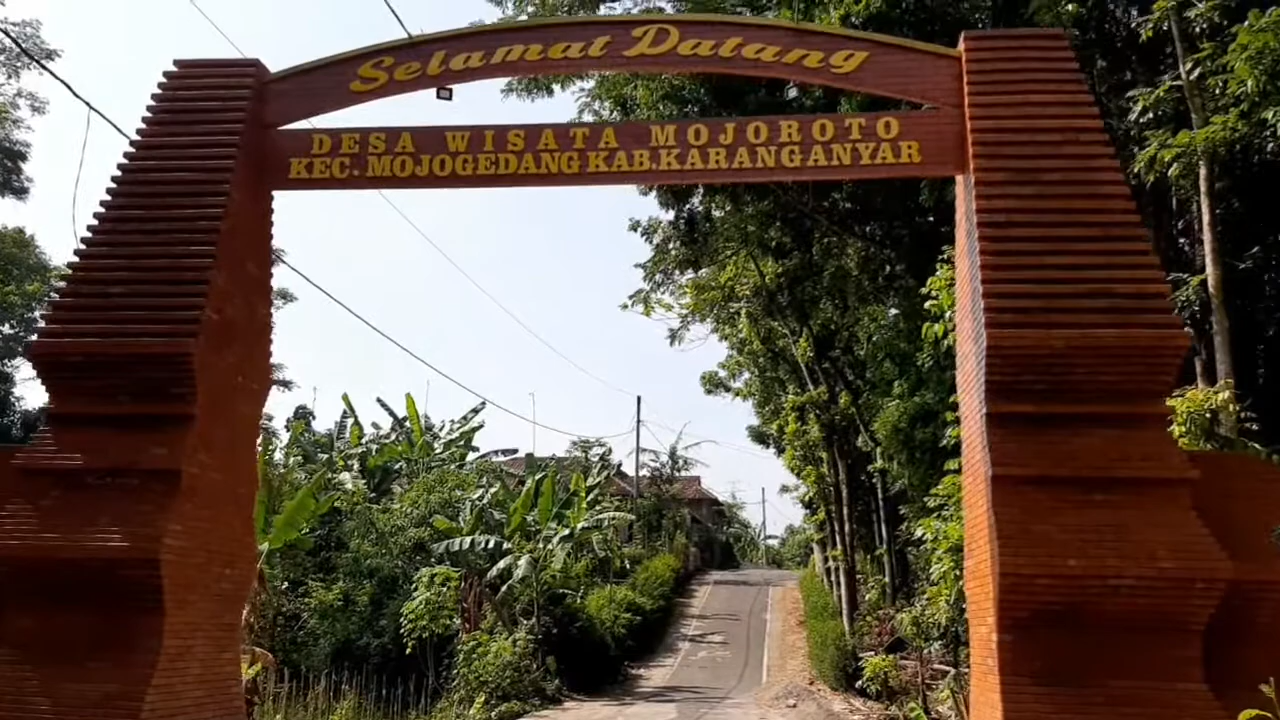 Selamat Datang
DESA WISATA MOJOROTO
KEC. MOJOGEDANG KAB.KARANGANYAR